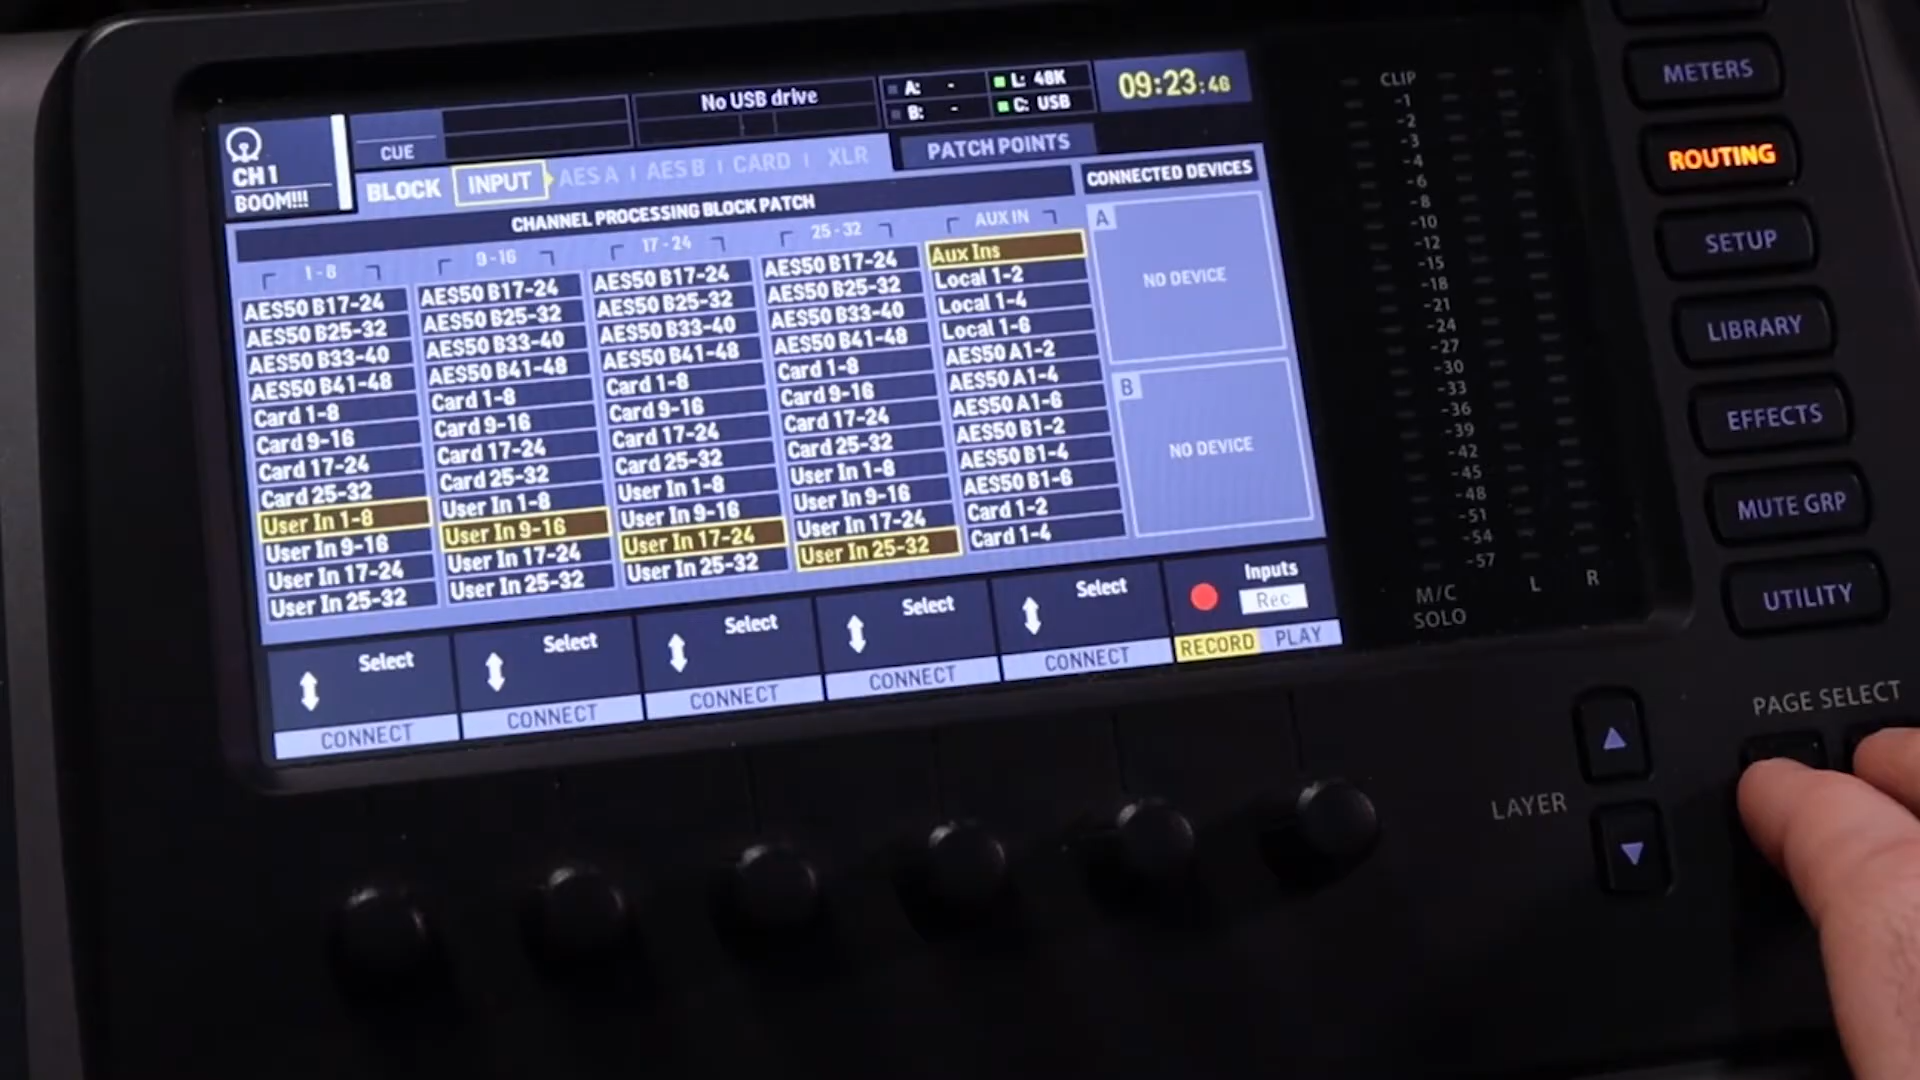 No USB drive
A: -
L: 48K
B: -
C: USB
09:23:46
CH 1
BOOM!!!
CUE
BLOCK INPUT AES A | AES B | CARD | XLR
PATCH POINTS
CHANNEL PROCESSING BLOCK PATCH
CONNECTED DEVICES
1-8
AES50 B17-24
AES50 B25-32
AES50 B33-40
AES50 B41-48
Card 1-8
Card 9-16
Card 17-24
Card 25-32
User In 1-8
User In 9-16
User In 17-24
User In 25-32
9-16
AES50 B17-24
AES50 B25-32
AES50 B33-40
AES50 B41-48
Card 1-8
Card 9-16
Card 17-24
Card 25-32
User In 1-8
User In 9-16
User In 17-24
User In 25-32
17-24
AES50 B17-24
AES50 B25-32
AES50 B33-40
AES50 B41-48
Card 1-8
Card 9-16
Card 17-24
Card 25-32
User In 1-8
User In 9-16
User In 17-24
User In 25-32
25-32
AES50 B17-24
AES50 B25-32
AES50 B33-40
AES50 B41-48
Card 1-8
Card 9-16
Card 17-24
Card 25-32
User In 1-8
User In 9-16
User In 17-24
User In 25-32
AUX IN
Aux Ins
Local 1-2
Local 1-4
Local 1-6
AES50 A1-2
AES50 A1-4
AES50 A1-6
AES50 B1-2
AES50 B1-4
AES50 B1-6
Card 1-2
Card 1-4
A
NO DEVICE
B
NO DEVICE
Select
CONNECT
Select
CONNECT
Select
CONNECT
Select
CONNECT
Select
CONNECT
Inputs
Rec
RECORD PLAY
CLIP
-1
-2
-3
-4
-6
-8
-10
-12
-15
-18
-21
-24
-27
-30
-33
-36
-39
-42
-45
-48
-51
-54
-57
M/C
SOLO
L R
METERS
ROUTING
SETUP
LIBRARY
EFFECTS
MUTE GRP
UTILITY
PAGE SELECT
LAYER